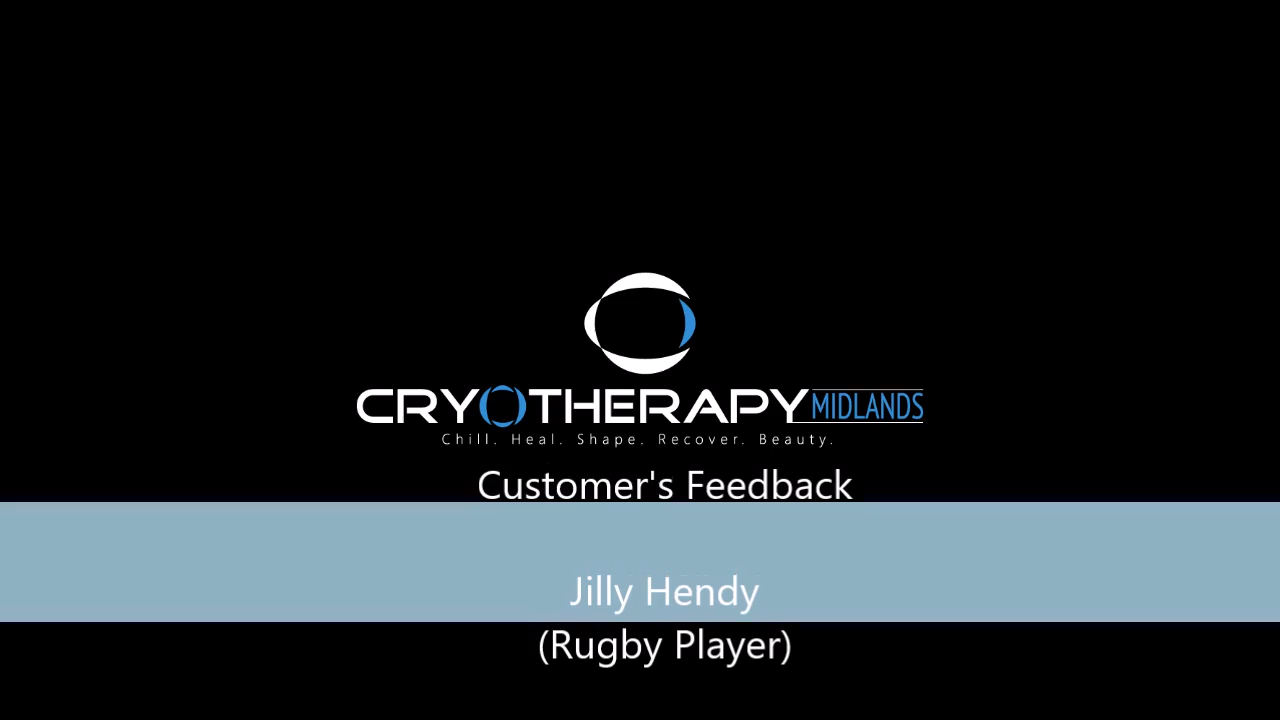 CRYOTHERAPY MIDLANDS
Chill. Heal. Shape. Recover. Beauty.
Customer's Feedback
Jilly Hendy
(Rugby Player)